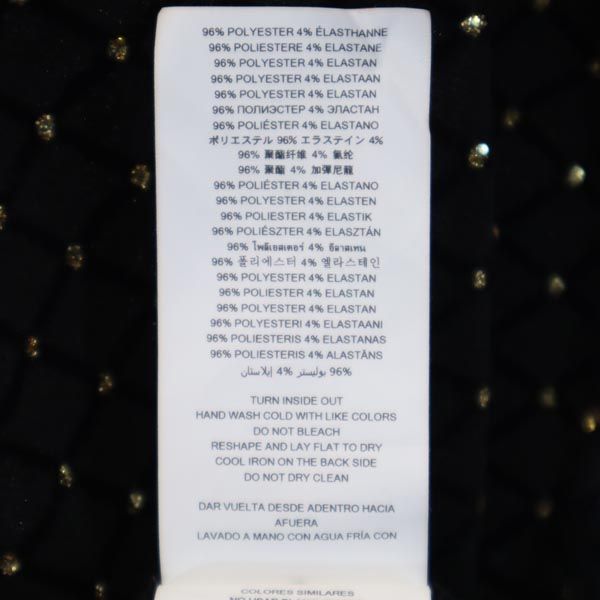 96% POLYESTER 4% ÉLASTHANNE
96% POLIESTERE 4% ELASTANE
96% POLYESTER 4% ELASTAN
96% POLYESTER 4% ELASTAAN
96% POLYESTER 4% ELASTAN
96% ПОЛИЭСТЕР 4% ЭЛАСТАН
96% POLIÉSTER 4% ELASTANO
ポリエステル 96% エラステイン 4%
96% 聚酯纤维 4% 氨纶
96% 聚酯 4% 加彈尼龍
96% POLIÉSTER 4% ELASTANO
96% POLYESTER 4% ELASTEN
96% POLIESTER 4% ELASTIK
96% POLIÉSZTER 4% ELASZTÁN
96% โพลีเอสเตอร์ 4% อีลาสเทน
96% 폴리에스터 4% 엘라스테인
96% POLYESTER 4% ELASTAN
96% POLIESTER 4% ELASTAN
96% POLYESTER 4% ELASTAN
96% POLYESTERI 4% ELASTAANI
96% POLIESTERIS 4% ELASTANAS
96% POLIESTERIS 4% ALASTĀNS
96% بوليستر 4% إيلاستان
TURN INSIDE OUT
HAND WASH COLD WITH LIKE COLORS
DO NOT BLEACH
RESHAPE AND LAY FLAT TO DRY
COOL IRON ON THE BACK SIDE
DO NOT DRY CLEAN
DAR VUELTA DESDE ADENTRO HACIA
AFUERA
LAVADO A MANO CON AGUA FRÍA CON
COLORES SIMILARES
NO USAR